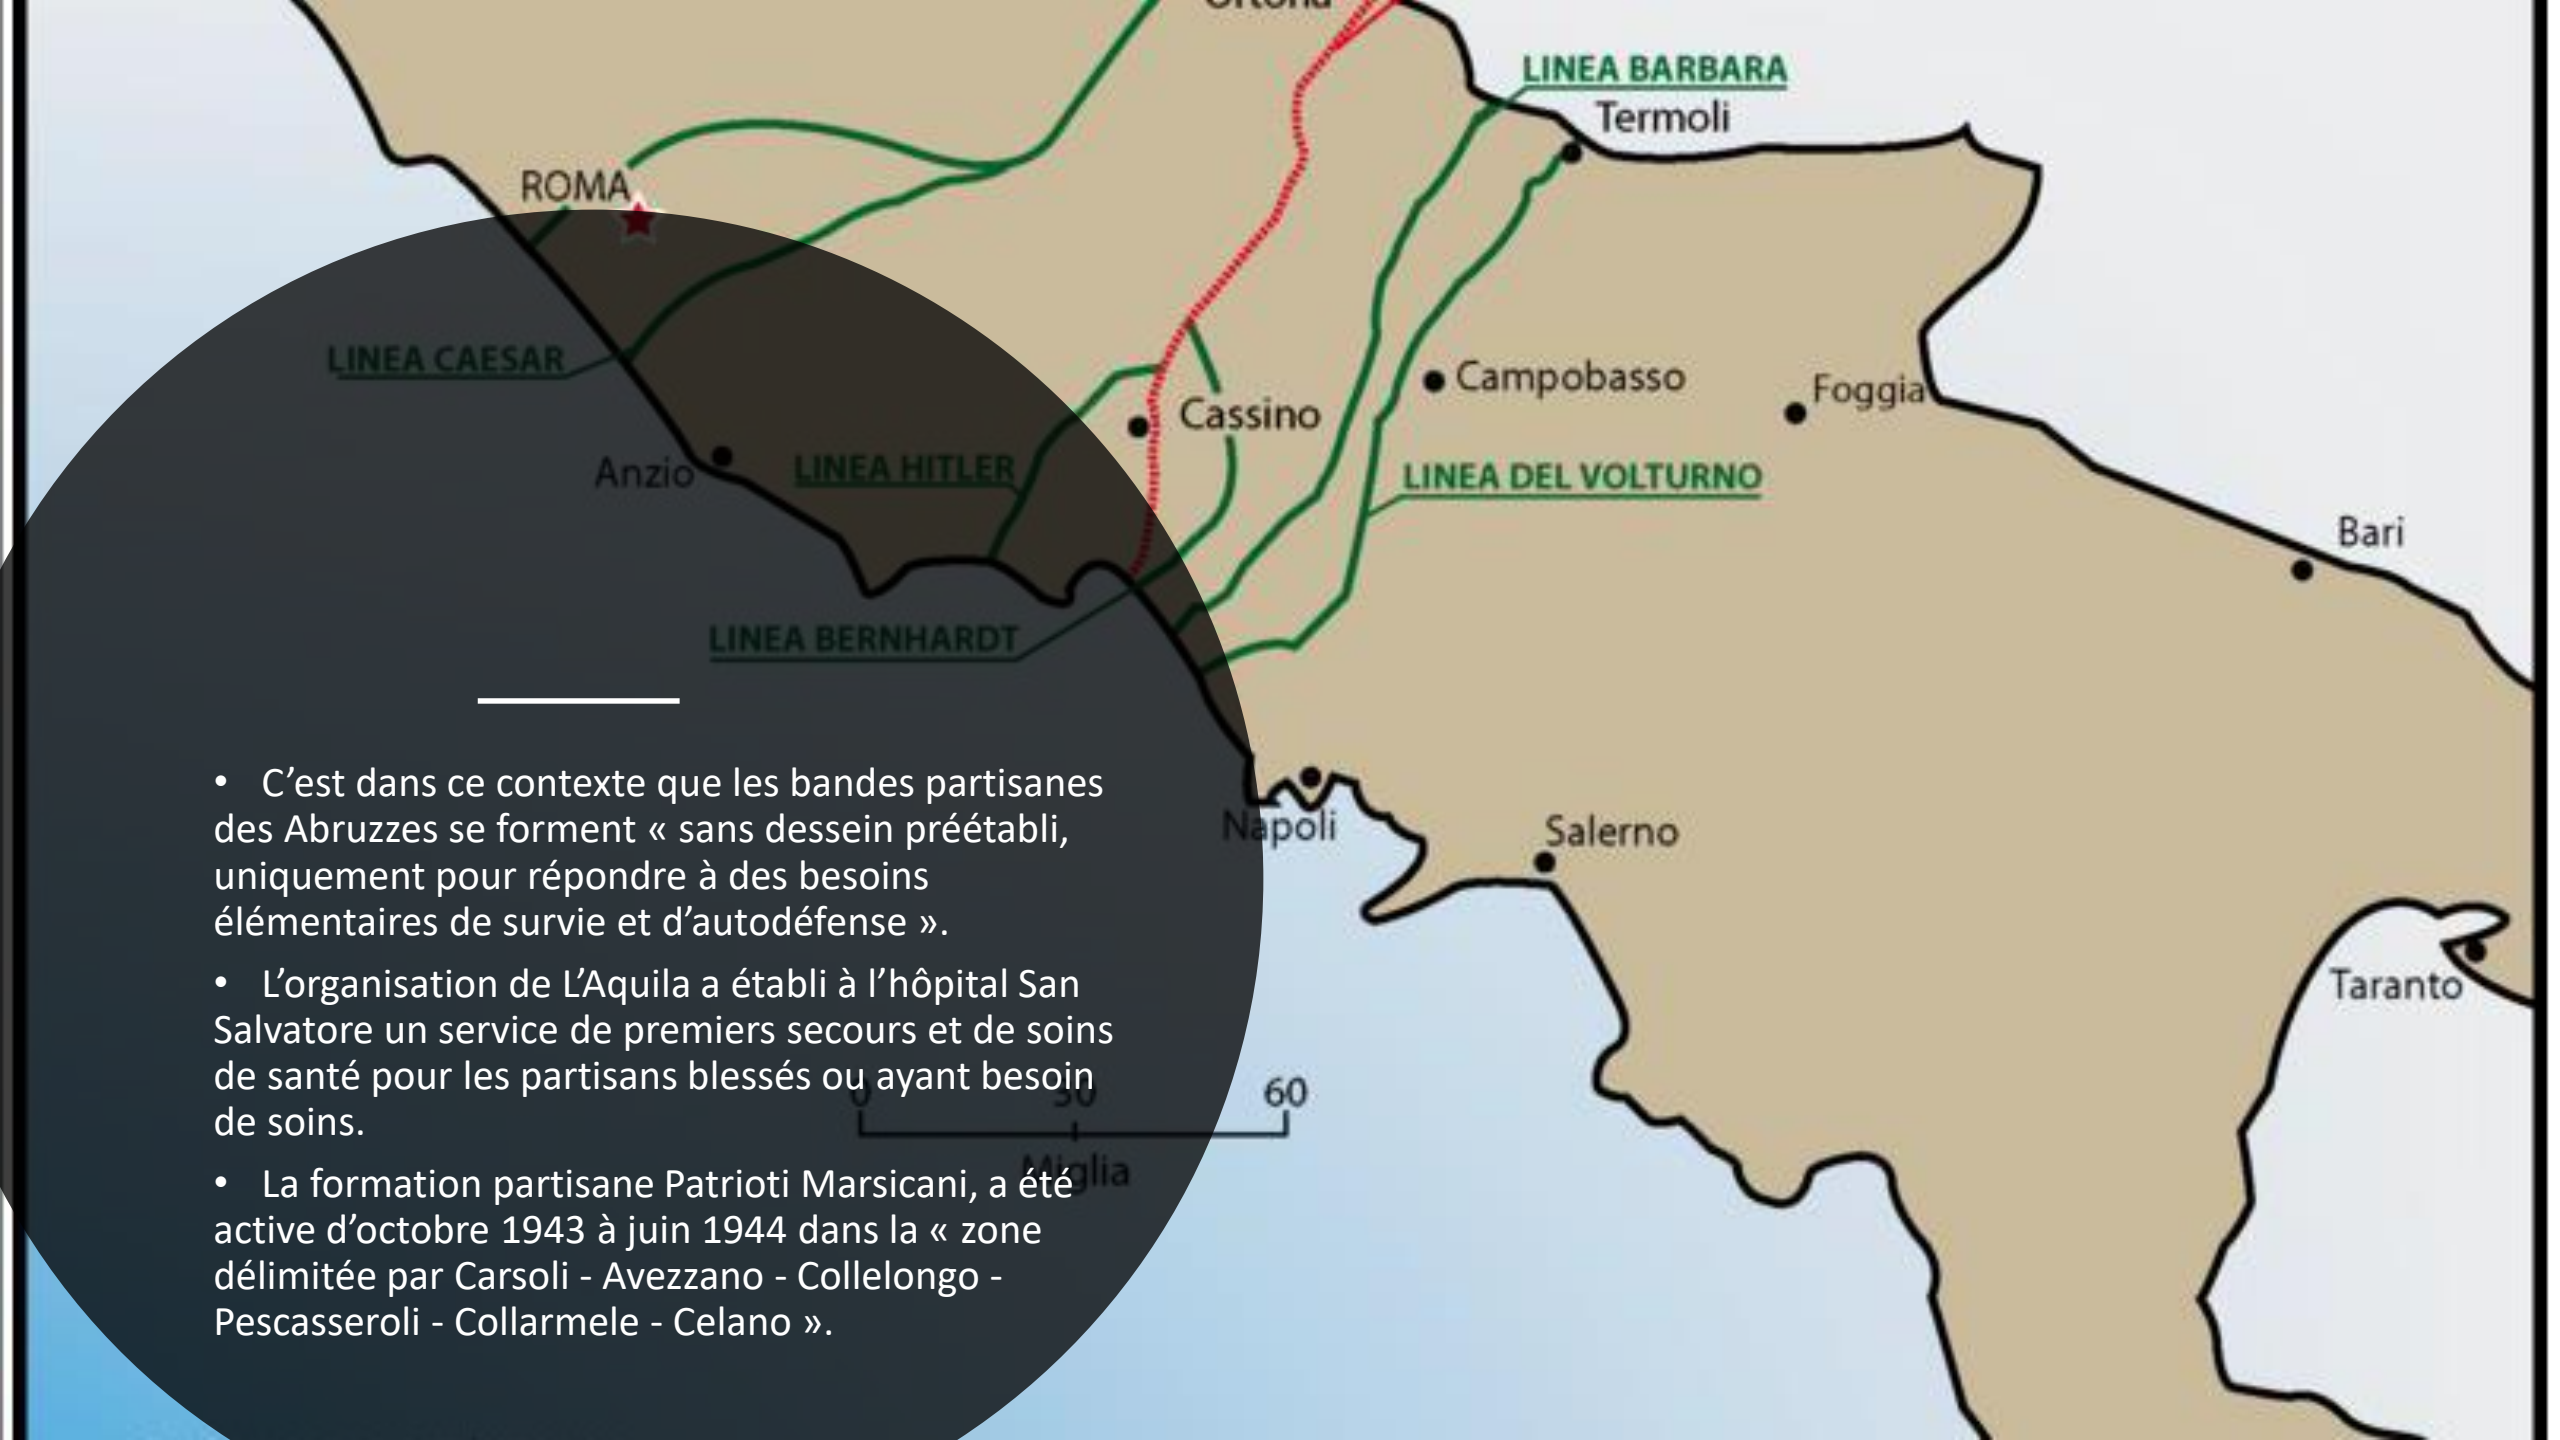 Ortona
LINEA BARBARA
Termoli
ROMA
LINEA CAESAR
Campobasso
Foggia
Cassino
Anzio
LINEA HITLER
LINEA DEL VOLTURNO
Bari
LINEA BERNHARDT
Napoli
Salerno
Taranto
• C’est dans ce contexte que les bandes partisanes
des Abruzzes se forment « sans dessein préétabli,
uniquement pour répondre à des besoins
élémentaires de survie et d’autodéfense ».
• L’organisation de L’Aquila a établi à l’hôpital San
Salvatore un service de premiers secours et de soins
de santé pour les partisans blessés ou ayant besoin
de soins.
• La formation partisane Patrioti Marsicani, a été
active d’octobre 1943 à juin 1944 dans la « zone
délimitée par Carsoli - Avezzano - Collelongo -
Pescasseroli - Collarmele - Celano ».
0 30 60
Miglia